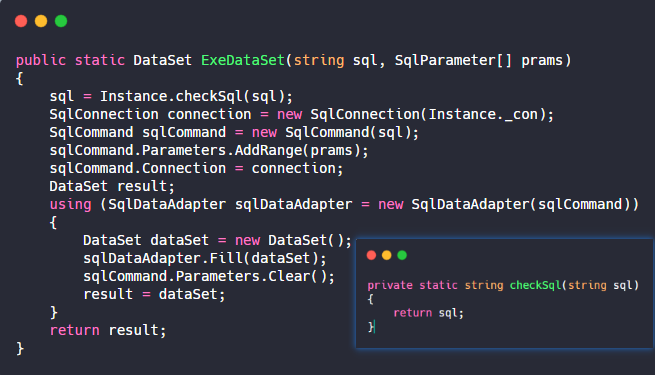 public static DataSet ExeDataSet(string sql, SqlParameter[] prams)
{
    sql = Instance.checkSql(sql);
    SqlConnection connection = new SqlConnection(Instance._con);
    SqlCommand sqlCommand = new SqlCommand(sql);
    sqlCommand.Parameters.AddRange(prams);
    sqlCommand.Connection = connection;
    DataSet result;
    using (SqlDataAdapter sqlDataAdapter = new SqlDataAdapter(sqlCommand))
    {
        DataSet dataSet = new DataSet();
        sqlDataAdapter.Fill(dataSet);
        sqlCommand.Parameters.Clear();
        result = dataSet;
    }
    return result;
}
private static string checkSql(string sql)
{
    return sql;
}